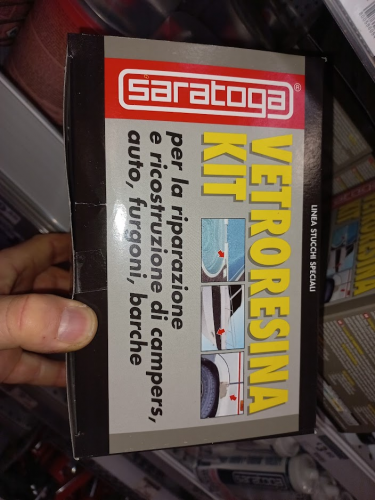 saratoga®
LINEA STUCCHI SPECIALI
VETRORESINA
KIT
per la riparazione
e ricostruzione di campers,
auto, furgoni, barche